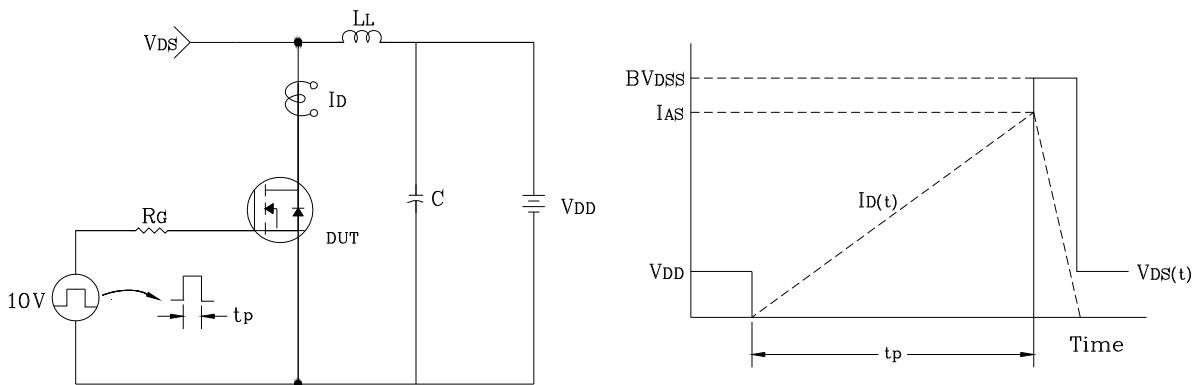 LL
VDS
ID
RG
DUT
C
VDD
10V
tp
BVDSS
IAS
ID(t)
VDD
VDS(t)
Time
tp